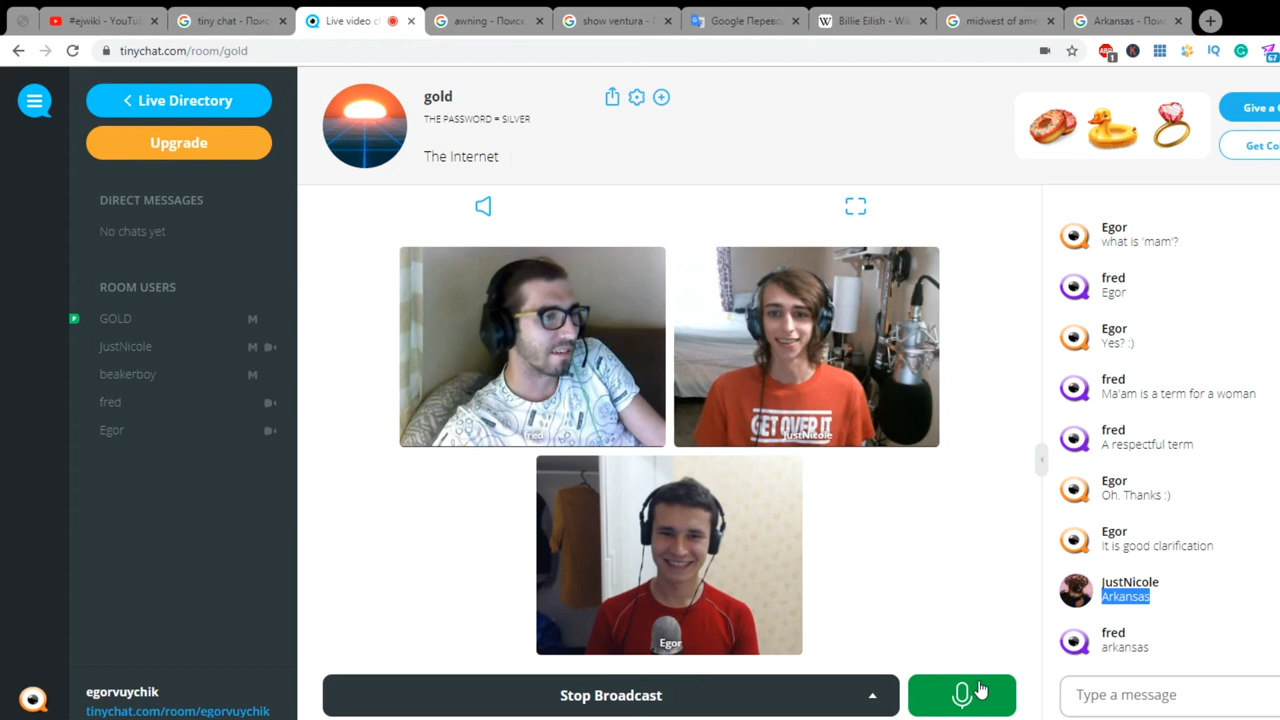 #ejwiki - YouTu
tiny chat - Поис
Live video c
awning - Поиск
show ventura - 
Google Перево
Billie Eilish - Wi
midwest of ame
Arkansas - Пои
tinychat.com/room/gold
1
IQ
67
Live Directory
Upgrade
DIRECT MESSAGES
No chats yet
ROOM USERS
P GOLD M
JustNicole M
beakerboy M
fred
Egor
egorvuychik
tinychat.com/room/egorvuychik
gold
THE PASSWORD = SILVER
The Internet
Give a
Get Co
fred
GET OVER IT
JustNicole
Egor
Stop Broadcast
Egor
what is 'mam'?
fred
Egor
Egor
Yes? :)
fred
Ma'am is a term for a woman
fred
A respectful term
Egor
Oh. Thanks :)
Egor
It is good clarification
JustNicole
Arkansas
fred
arkansas
Type a message